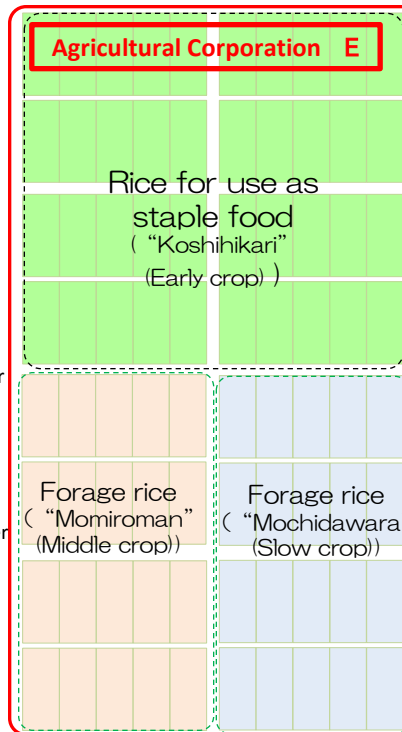 Agricultural Corporation E
Rice for use as
staple food
( “Koshihikari”
(Early crop) )
r
Forage rice
( “Momiroman”
(Middle crop))
er
Forage rice
( “Mochidawara
(Slow crop))